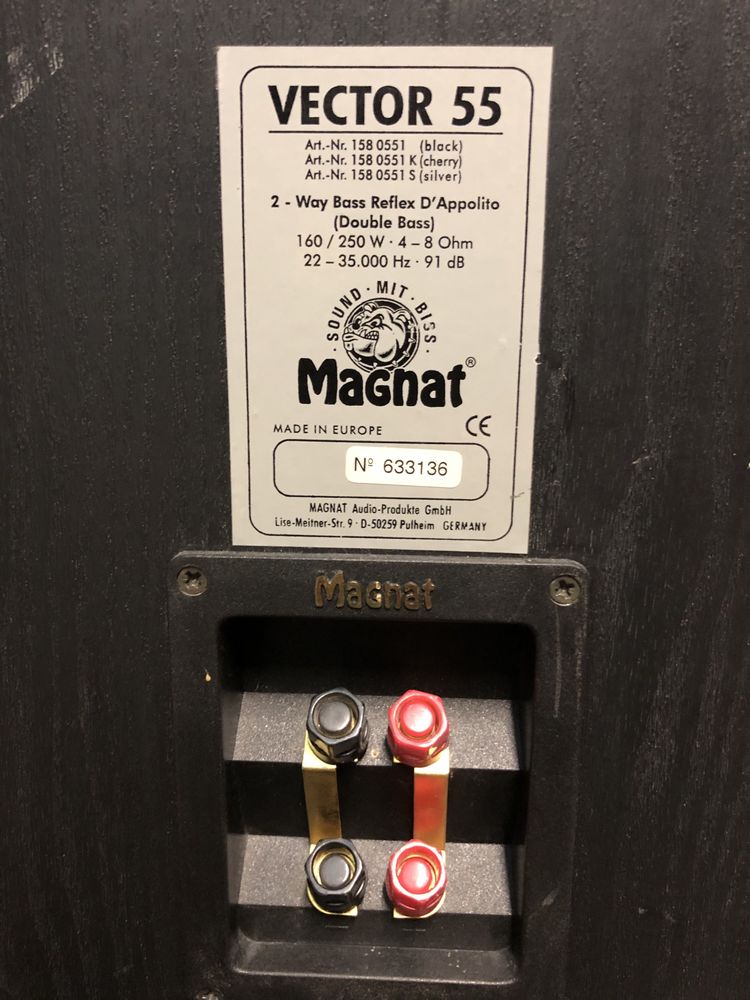 VECTOR 55
Art.-Nr. 158 0551 (black)
Art.-Nr. 158 0551 K (cherry)
Art.-Nr. 158 0551 S (silver)
2 - Way Bass Reflex D'Appolito
(Double Bass)
160 / 250 W · 4 – 8 Ohm
22 – 35.000 Hz · 91 dB
· SOUND · MIT · BISS ·
Magnat®
MADE IN EUROPE CE
Nº 633136
MAGNAT Audio-Produkte GmbH
Lise-Meitner-Str. 9 · D-50259 Pulheim GERMANY
Magnat